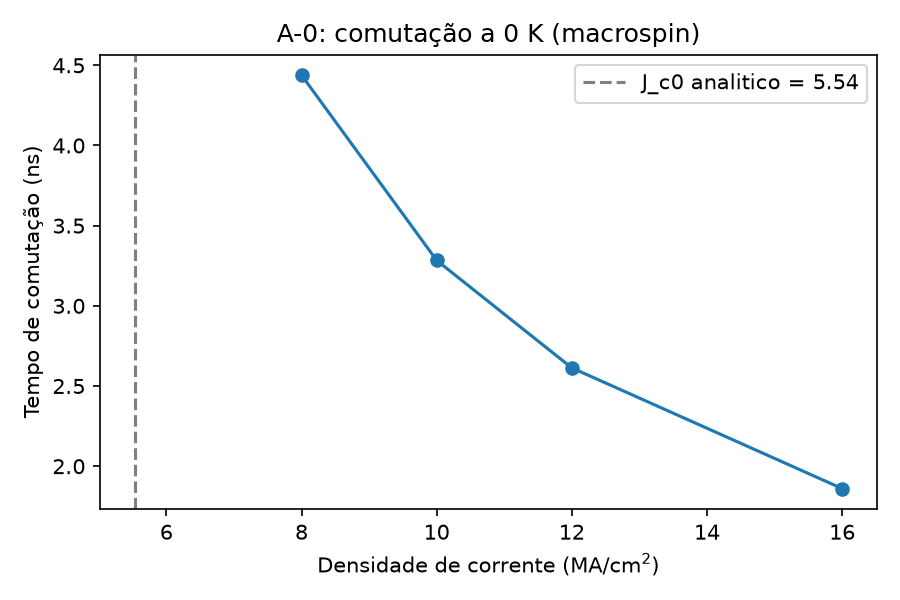 A-0: comutação a 0 K (macrospin)
J_c0 analitico = 5.54
Tempo de comutação (ns)
4.5
4.0
3.5
3.0
2.5
2.0
6 8 10 12 14 16
Densidade de corrente (MA/cm²)